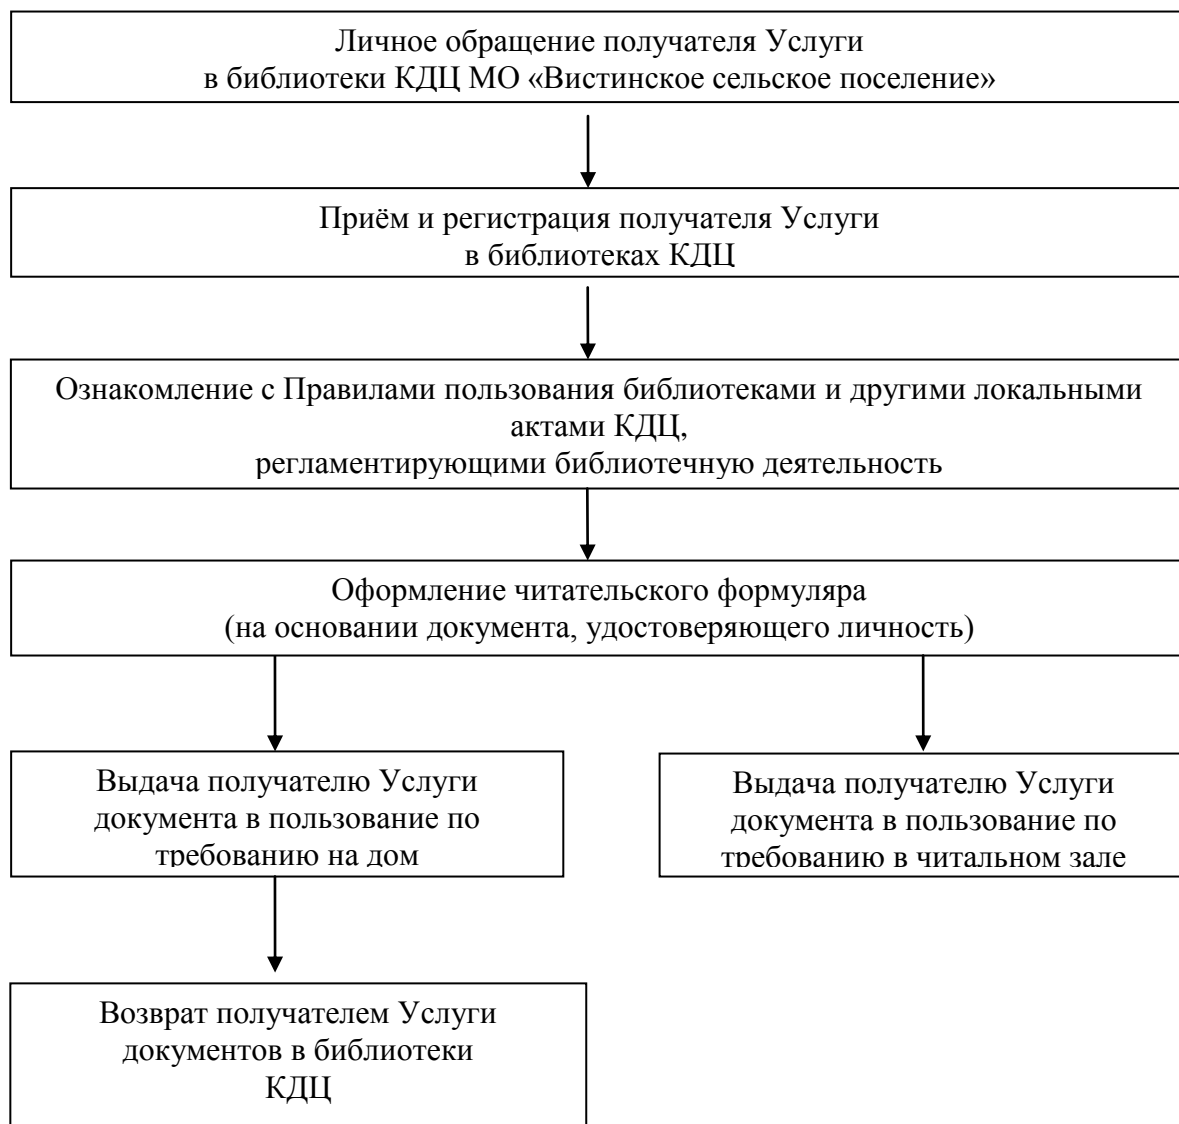 Личное обращение получателя Услуги
в библиотеки КДЦ МО «Вистинское сельское поселение»
Приём и регистрация получателя Услуги
в библиотеках КДЦ
Ознакомление с Правилами пользования библиотеками и другими локальными
актами КДЦ,
регламентирующими библиотечную деятельность
Оформление читательского формуляра
(на основании документа, удостоверяющего личность)
Выдача получателю Услуги
документа в пользование по
требованию на дом
Выдача получателю Услуги
документа в пользование по
требованию в читальном зале
Возврат получателем Услуги
документов в библиотеки
КДЦ